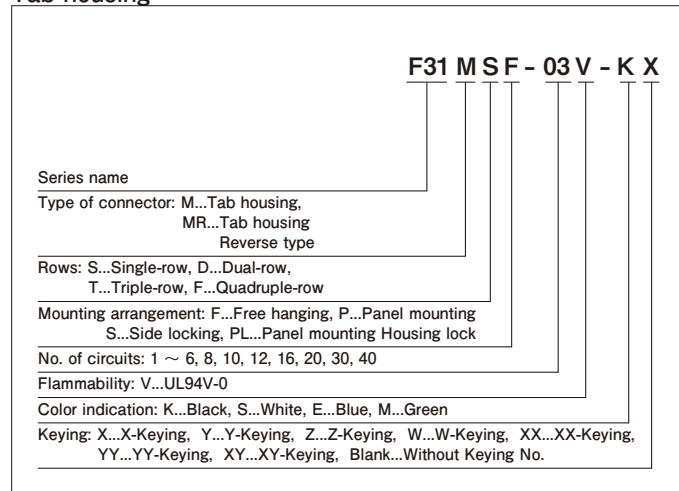 Tab housing
F31 M S F - 03 V - K X
Series name
Type of connector: M...Tab housing,
MR...Tab housing
Reverse type
Rows: S...Single-row, D...Dual-row,
T...Triple-row, F...Quadruple-row
Mounting arrangement: F...Free hanging, P...Panel mounting
S...Side locking, PL...Panel mounting Housing lock
No. of circuits: 1 ～ 6, 8, 10, 12, 16, 20, 30, 40
Flammability: V...UL94V-0
Color indication: K...Black, S...White, E...Blue, M...Green
Keying: X...X-Keying, Y...Y-Keying, Z...Z-Keying, W...W-Keying, XX...XX-Keying,
YY...YY-Keying, XY...XY-Keying, Blank...Without Keying No.